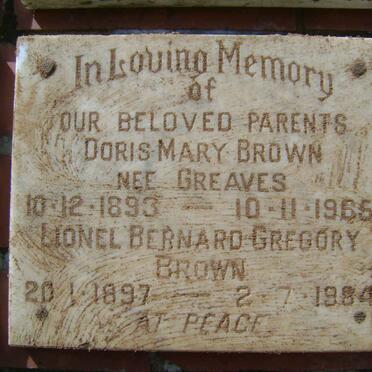 In Loving Memory
of
OUR BELOVED PARENTS
DORIS MARY BROWN
NEE GREAVES
10-12-1893 — 10-11-1965
LIONEL BERNARD GREGORY
BROWN
20 1 1897 — 2-7-1984
AT PEACE